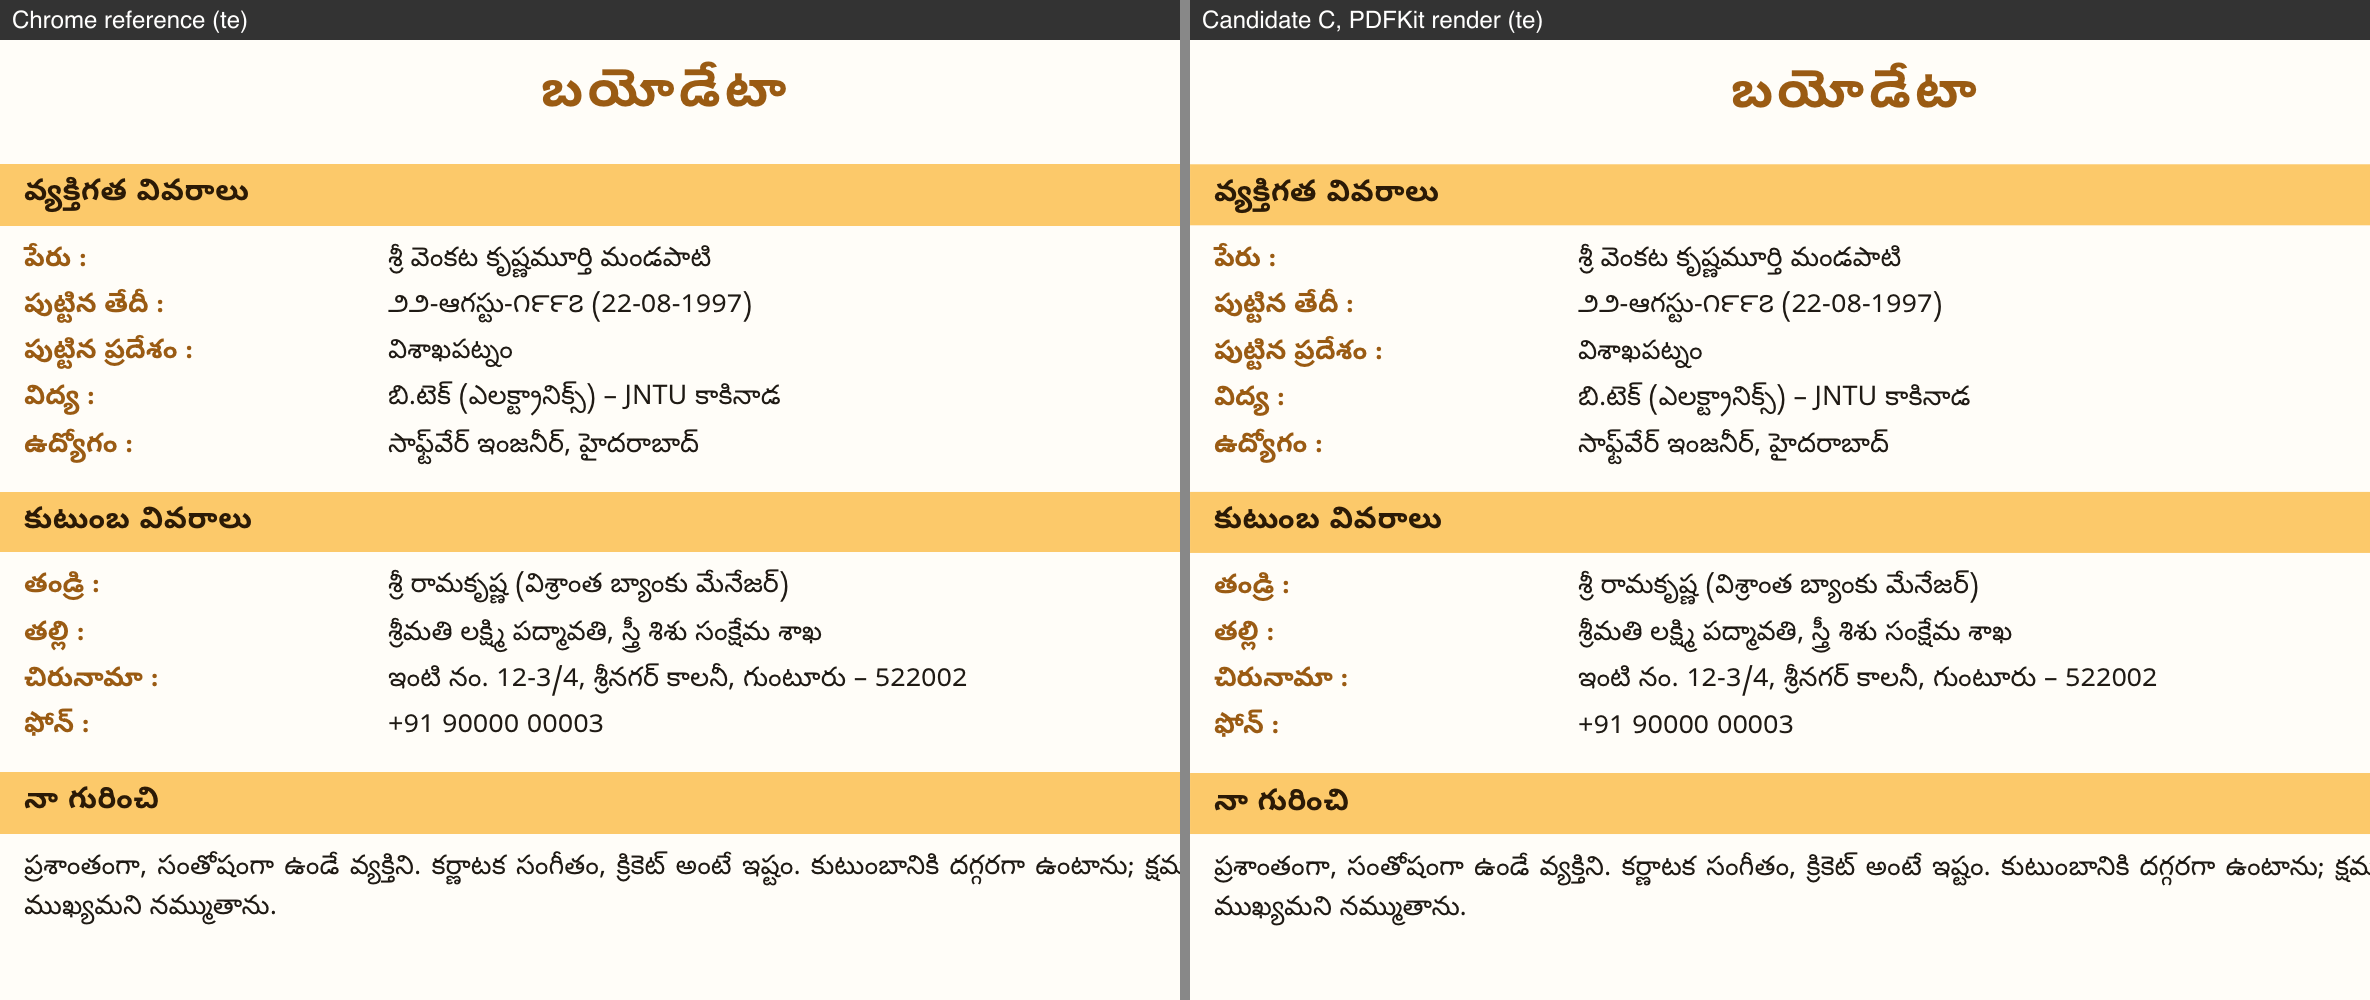 Chrome reference (te)
బయోడేటా
వ్యక్తిగత వివరాలు
పేరు : శ్రీ వెంకట కృష్ణమూర్తి మండపాటి
పుట్టిన తేదీ : ౨౨-ఆగస్టు-౧౯౯౭ (22-08-1997)
పుట్టిన ప్రదేశం : విశాఖపట్నం
విద్య : బి.టెక్ (ఎలక్ట్రానిక్స్) – JNTU కాకినాడ
ఉద్యోగం : సాఫ్ట్‌వేర్ ఇంజనీర్, హైదరాబాద్
కుటుంబ వివరాలు
తండ్రి : శ్రీ రామకృష్ణ (విశ్రాంత బ్యాంకు మేనేజర్)
తల్లి : శ్రీమతి లక్ష్మి పద్మావతి, స్త్రీ శిశు సంక్షేమ శాఖ
చిరునామా : ఇంటి నం. 12-3/4, శ్రీనగర్ కాలనీ, గుంటూరు – 522002
ఫోన్ : +91 90000 00003
నా గురించి
ప్రశాంతంగా, సంతోషంగా ఉండే వ్యక్తిని. కర్ణాటక సంగీతం, క్రికెట్ అంటే ఇష్టం. కుటుంబానికి దగ్గరగా ఉంటాను;
ముఖ్యమని నమ్ముతాను.
Candidate C, PDFKit render (te)
బయోడేటా
వ్యక్తిగత వివరాలు
పేరు : శ్రీ వెంకట కృష్ణమూర్తి మండపాటి
పుట్టిన తేదీ : ౨౨-ఆగస్టు-౧౯౯౭ (22-08-1997)
పుట్టిన ప్రదేశం : విశాఖపట్నం
విద్య : బి.టెక్ (ఎలక్ట్రానిక్స్) – JNTU కాకినాడ
ఉద్యోగం : సాఫ్ట్‌వేర్ ఇంజనీర్, హైదరాబాద్
కుటుంబ వివరాలు
తండ్రి : శ్రీ రామకృష్ణ (విశ్రాంత బ్యాంకు మేనేజర్)
తల్లి : శ్రీమతి లక్ష్మి పద్మావతి, స్త్రీ శిశు సంక్షేమ శాఖ
చిరునామా : ఇంటి నం. 12-3/4, శ్రీనగర్ కాలనీ, గుంటూరు – 522002
ఫోన్ : +91 90000 00003
నా గురించి
ప్రశాంతంగా, సంతోషంగా ఉండే వ్యక్తిని. కర్ణాటక సంగీతం, క్రికెట్ అంటే ఇష్టం. కుటుంబానికి దగ్గరగా ఉంటాను;
ముఖ్యమని నమ్ముతాను.